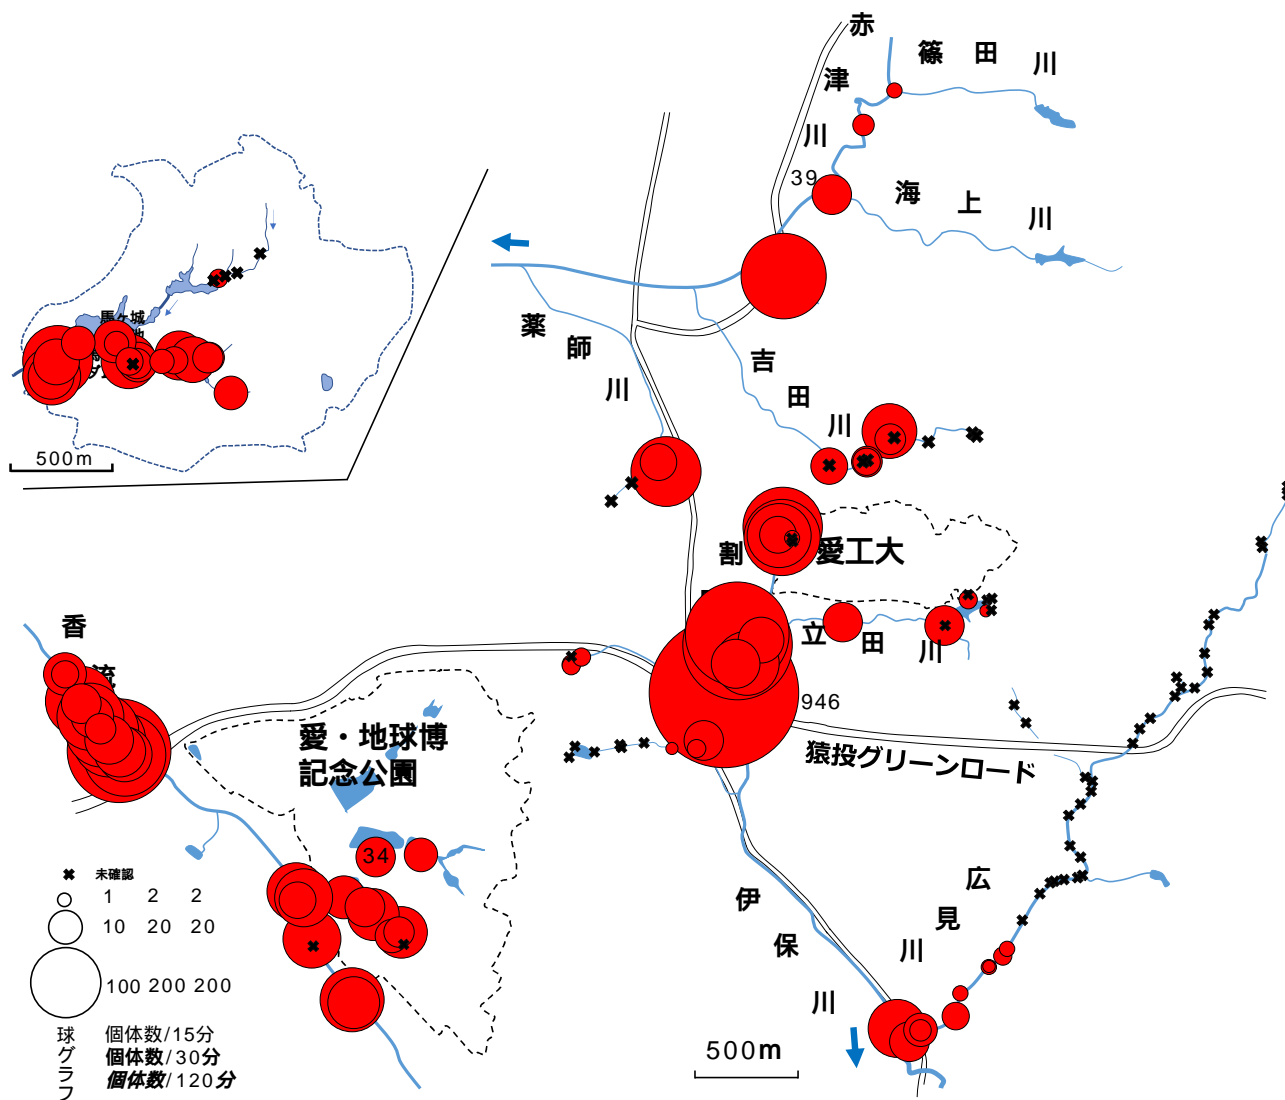 赤津川
篠田川
39
海上川
馬ヶ城
500m
薬師川
吉田川
割
愛工大
立田川
香流
946
猿投グリーンロード
愛・地球博
記念公園
34
未確認
1 2 2
10 20 20
100 200 200
球グラフ
個体数/15分
個体数/30分
個体数/120分
伊保川
広見川
500m